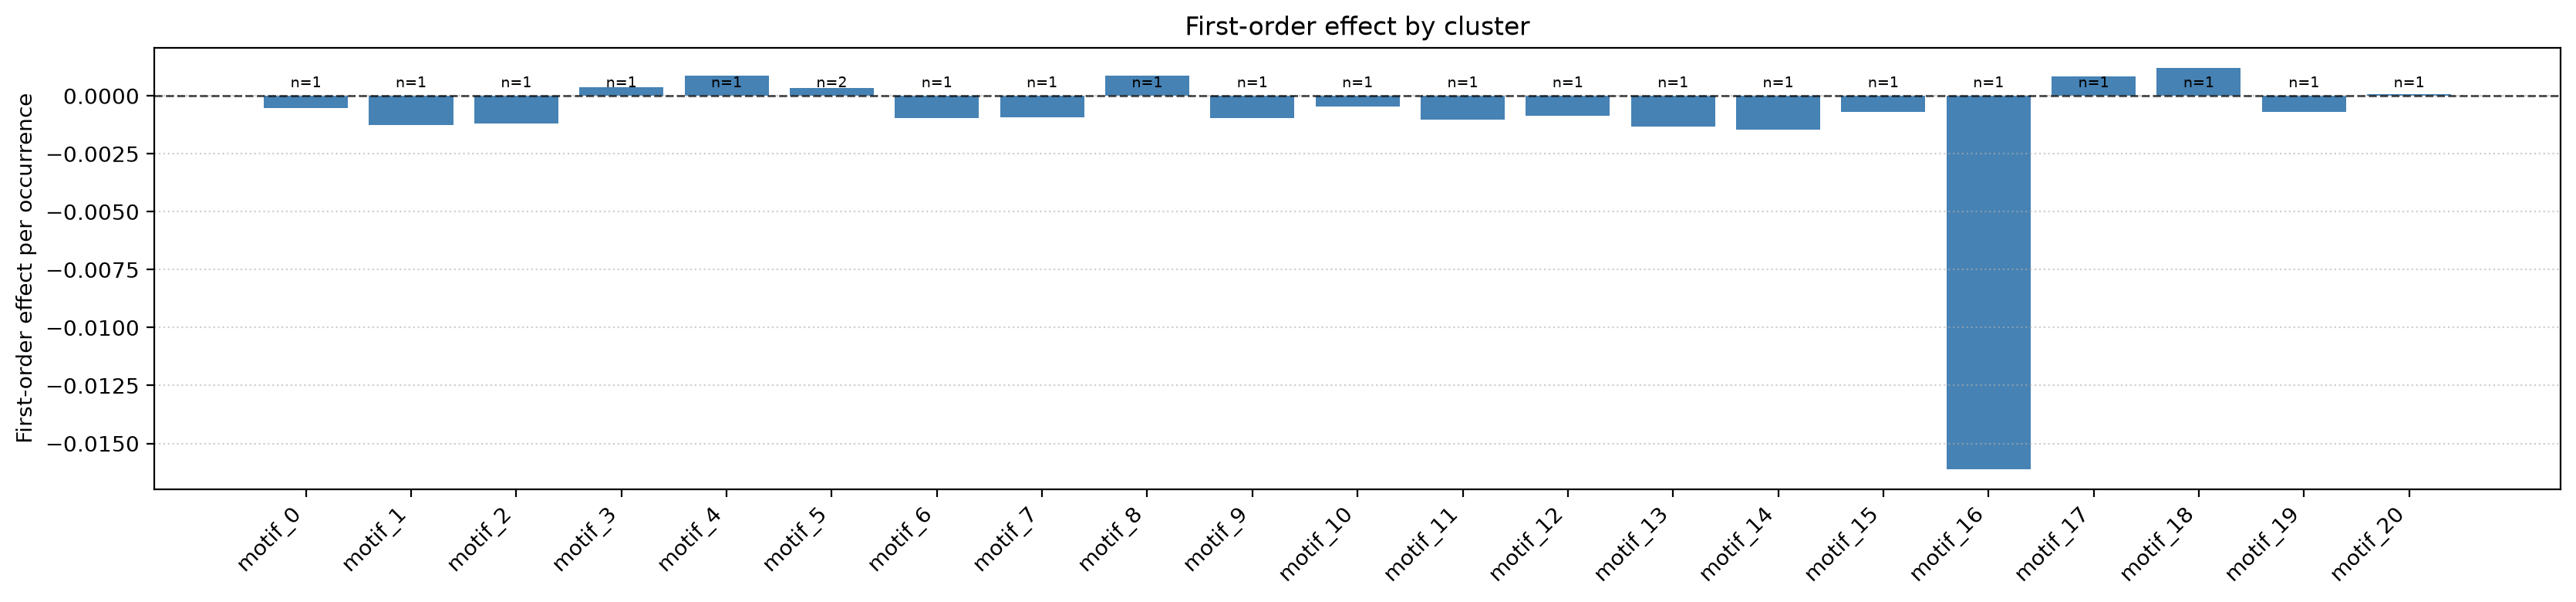 First-order effect by cluster
First-order effect per occurrence
0.0000
−0.0025
−0.0050
−0.0075
−0.0100
−0.0125
−0.0150
n=1 n=1 n=1 n=1 n=1 n=2 n=1 n=1 n=1 n=1 n=1 n=1 n=1 n=1 n=1 n=1 n=1 n=1 n=1 n=1 n=1
motif_0 motif_1 motif_2 motif_3 motif_4 motif_5 motif_6 motif_7 motif_8 motif_9 motif_10 motif_11 motif_12 motif_13 motif_14 motif_15 motif_16 motif_17 motif_18 motif_19 motif_20